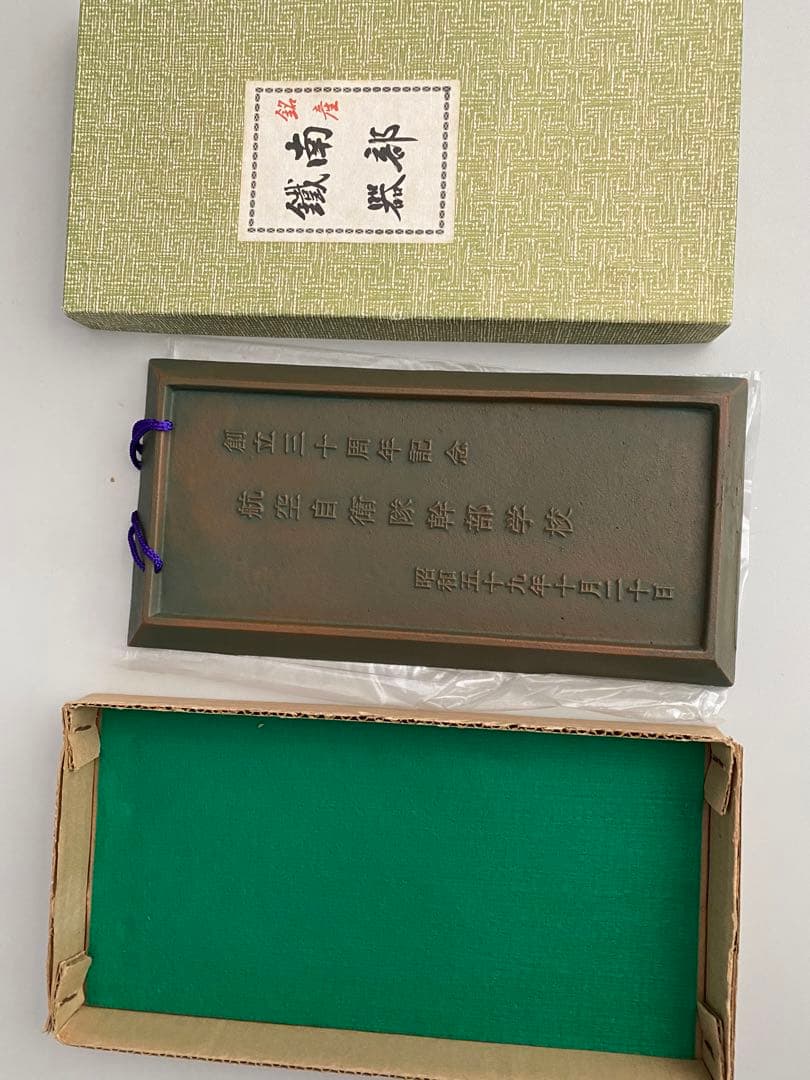 銘産
南部
鐵器
創立三十周年記念
航空自衛隊幹部学校
昭和五十九年十月二十日